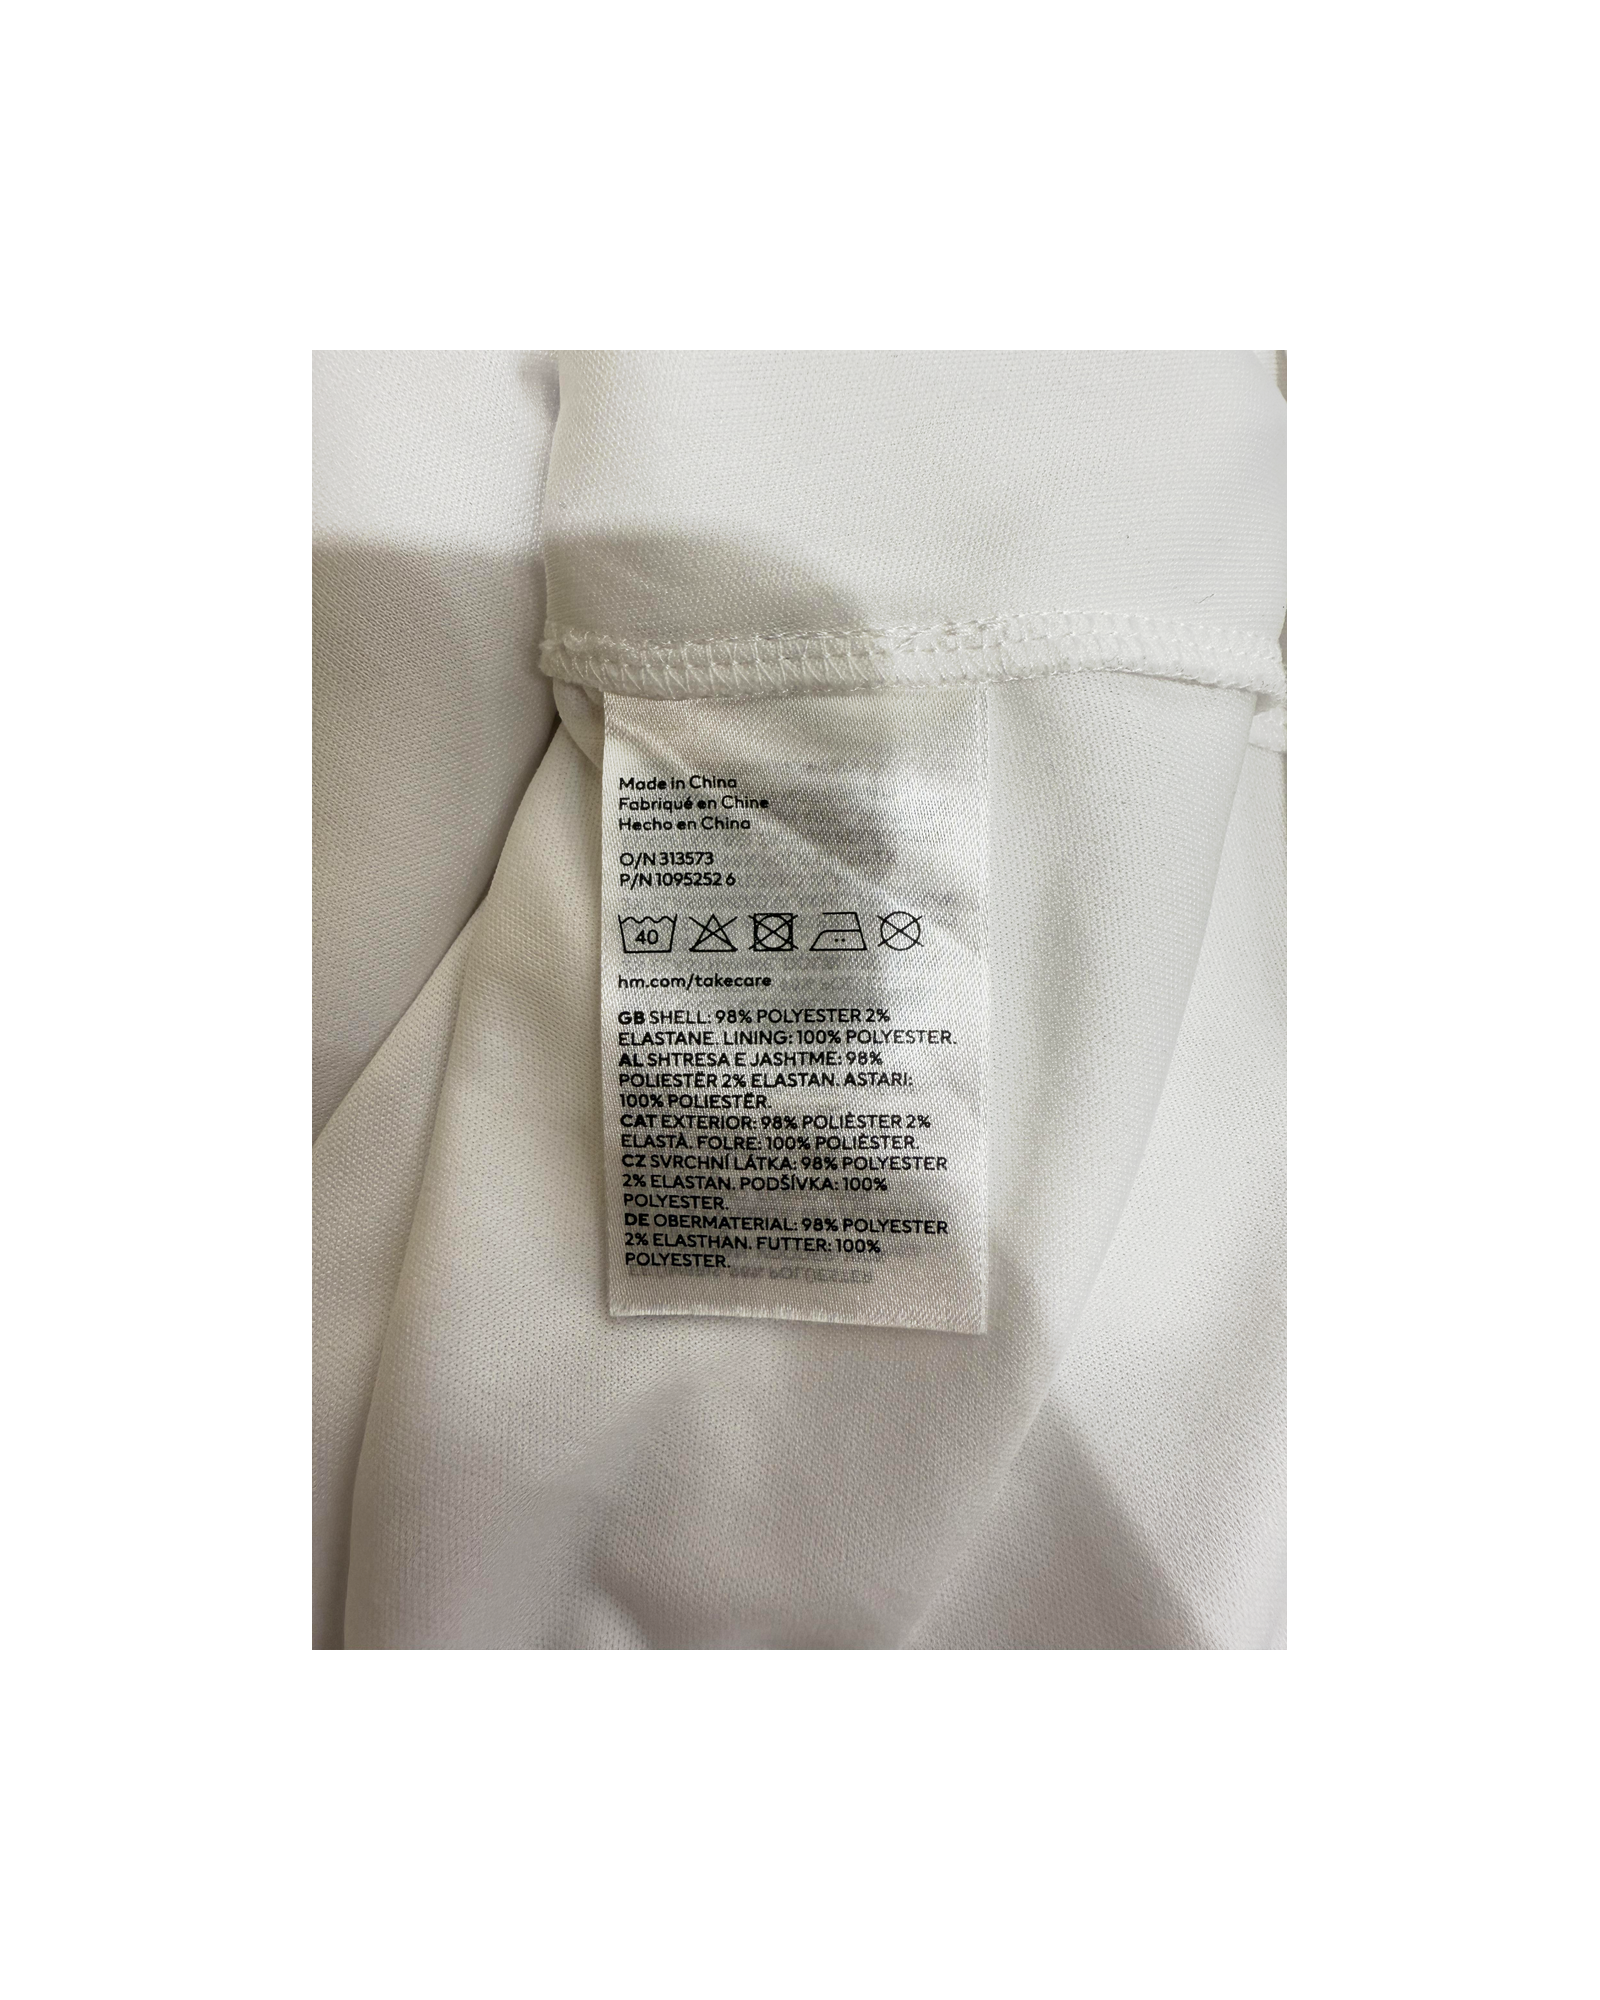 Made in China
Fabriqué en Chine
Hecho en China
O/N 313573
P/N 1095252 6
40
hm.com/takecare
GB SHELL: 98% POLYESTER 2%
ELASTANE. LINING: 100% POLYESTER.
AL SHTRESA E JASHTME: 98%
POLIESTËR 2% ELASTAN. ASTARI:
100% POLIESTËR.
CAT EXTERIOR: 98% POLIÈSTER 2%
ELASTÀ. FOLRE: 100% POLIÈSTER.
CZ SVRCHNÍ LÁTKA: 98% POLYESTER
2% ELASTAN. PODŠÍVKA: 100%
POLYESTER.
DE OBERMATERIAL: 98% POLYESTER
2% ELASTHAN. FUTTER: 100%
POLYESTER.